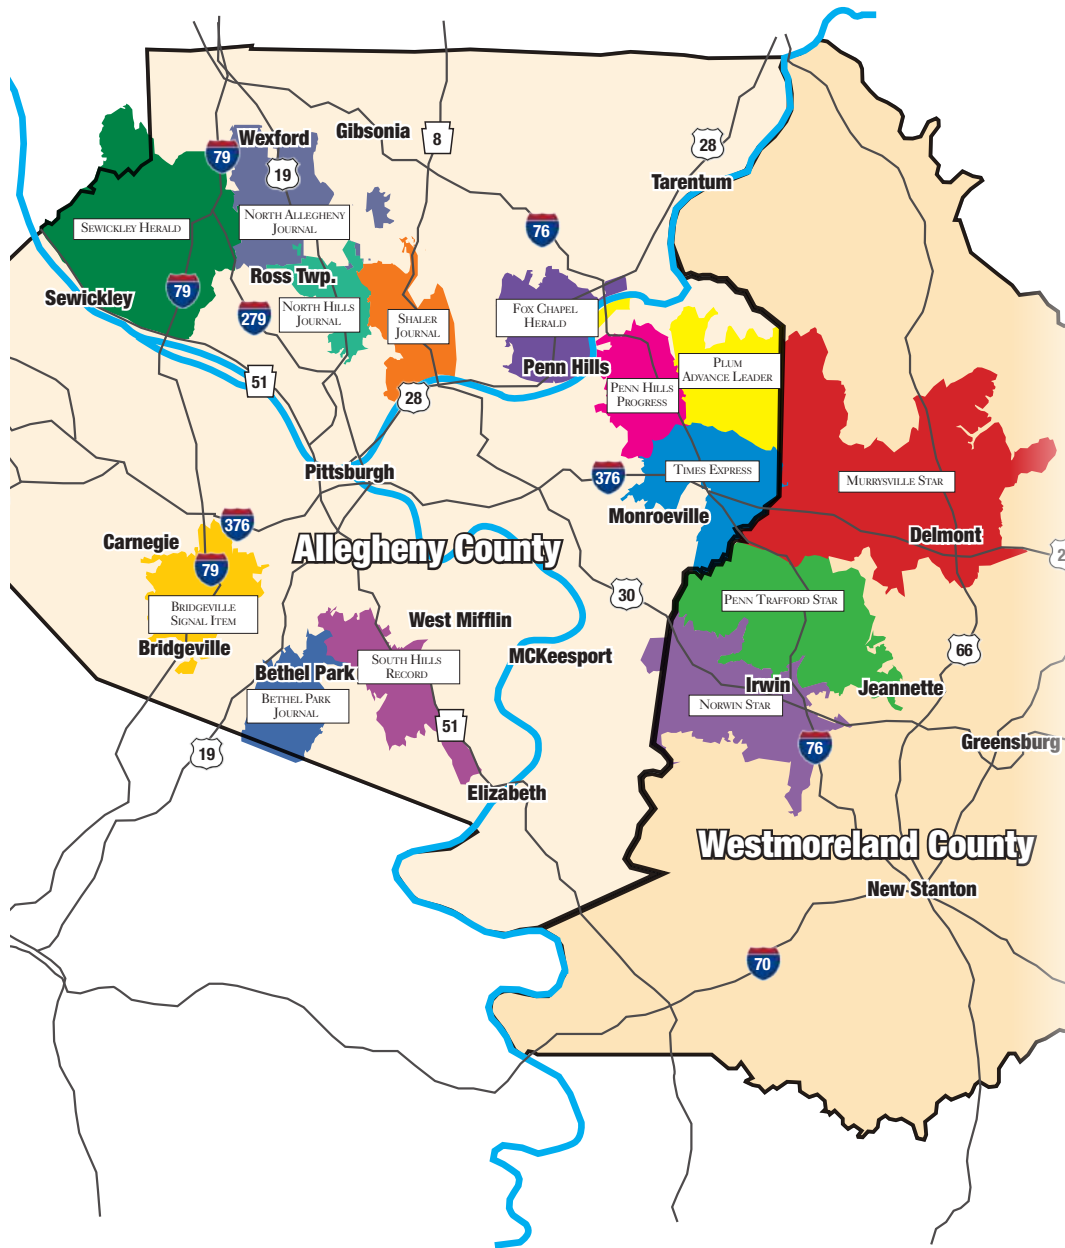 Wexford
Gibsonia
8
28
79
19
Tarentum
SEWICKLEY HERALD
NORTH ALLEGHENY
JOURNAL
76
Ross Twp.
Sewickley
79
279
NORTH HILLS
JOURNAL
SHALER
JOURNAL
FOX CHAPEL
HERALD
Penn Hills
PLUM
ADVANCE LEADER
51
28
PENN HILLS
PROGRESS
Pittsburgh
376
TIMES EXPRESS
MURRYSVILLE STAR
Monroeville
376
Carnegie
Allegheny County
Delmont
2
79
30
PENN TRAFFORD STAR
BRIDGEVILLE
SIGNAL ITEM
West Mifflin
Bridgeville
66
MCKeesport
Bethel Park
SOUTH HILLS
RECORD
Irwin
Jeannette
BETHEL PARK
JOURNAL
NORWIN STAR
51
19
76
Greensburg
Elizabeth
Westmoreland County
New Stanton
70